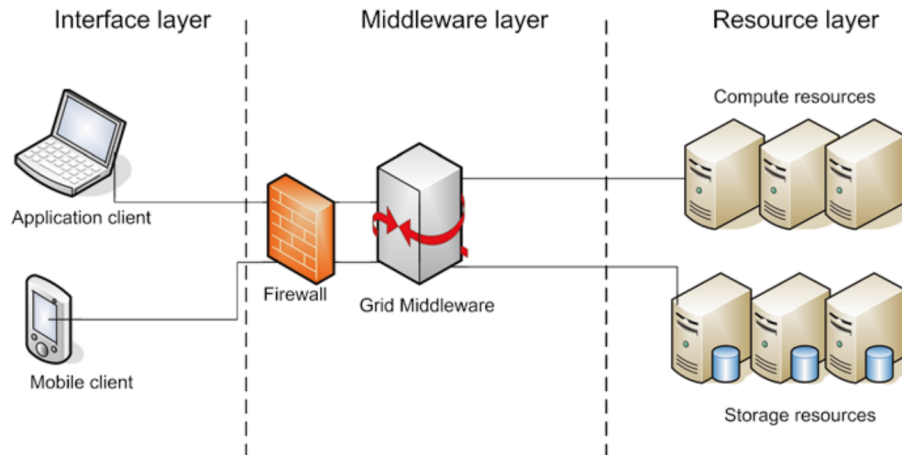 Interface layer
Middleware layer
Resource layer
Compute resources
Application client
Firewall
Grid Middleware
Mobile client
Storage resources